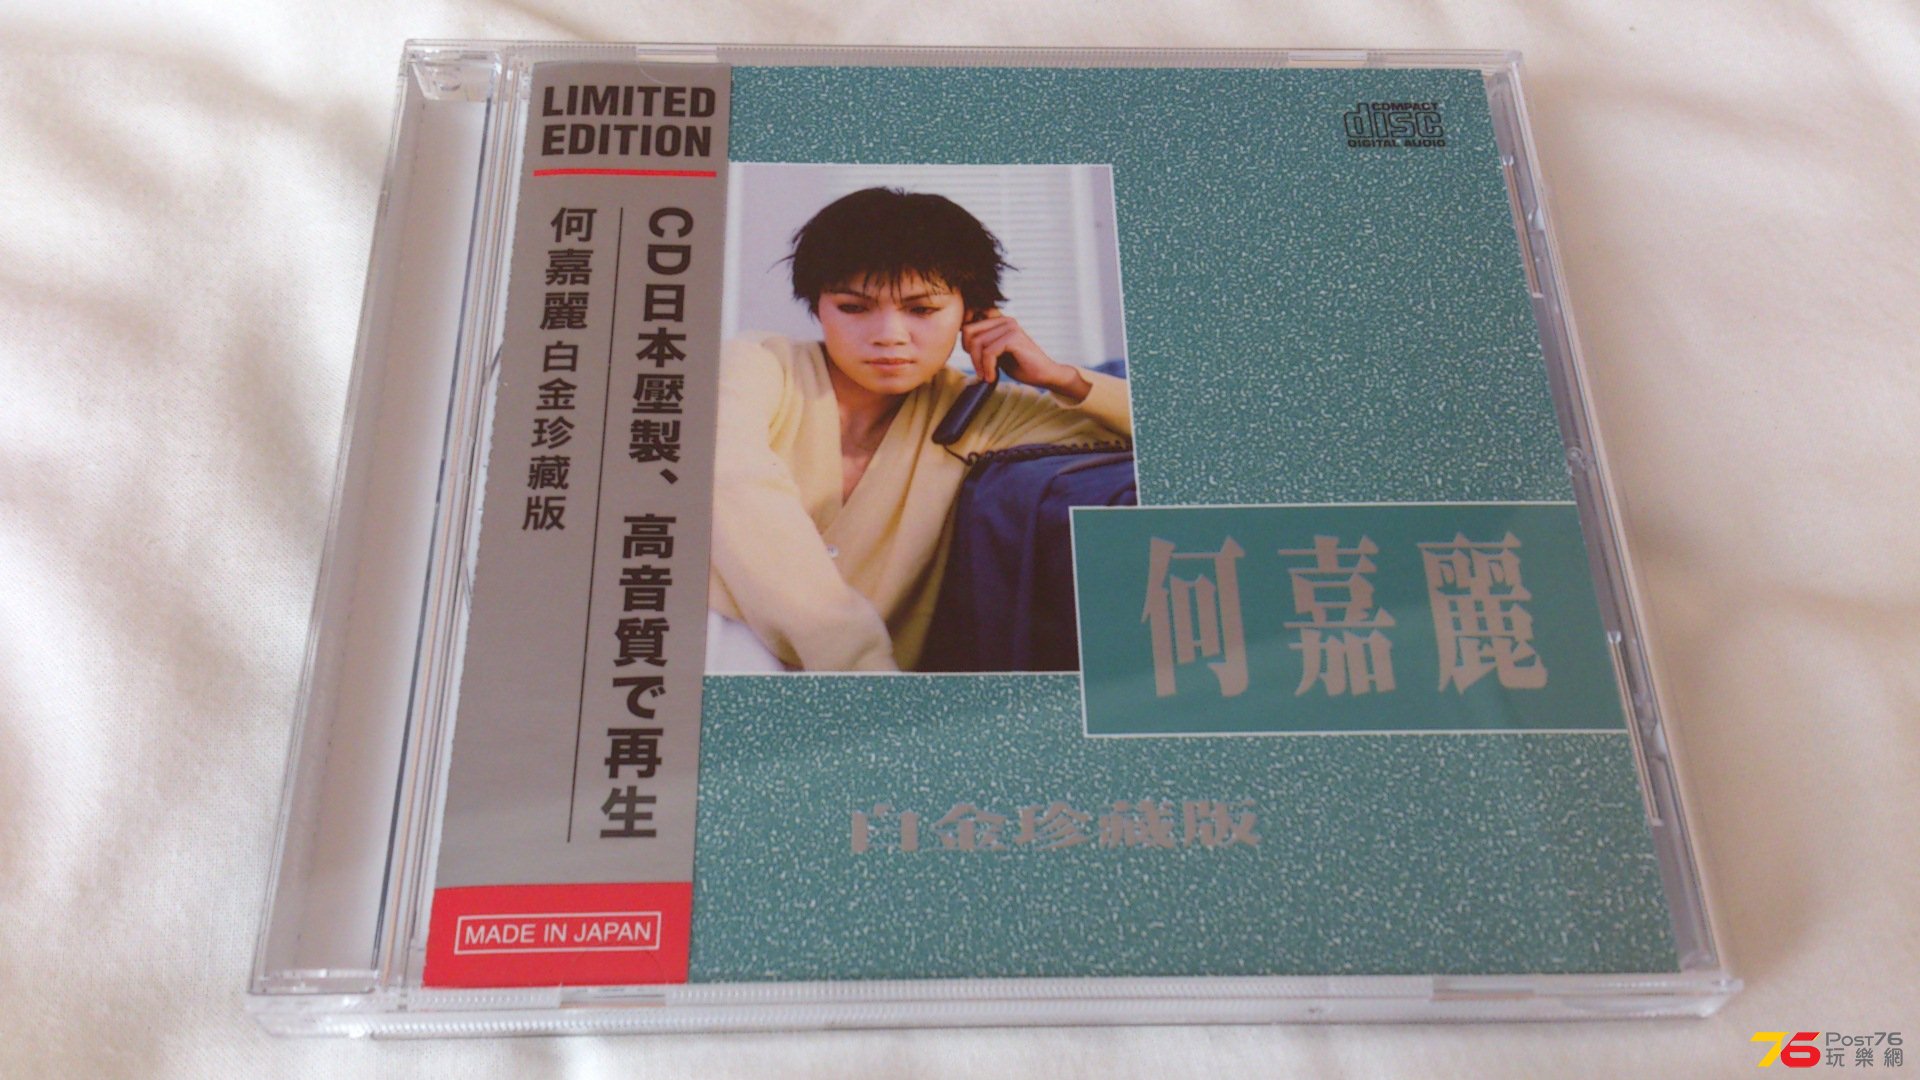 LIMITED
EDITION
CD日本壓製、高音質で再生
何嘉麗 白金珍藏版
MADE IN JAPAN
COMPACT
disc
DIGITAL AUDIO
何嘉麗
白金珍藏版
76 Post76
玩樂網